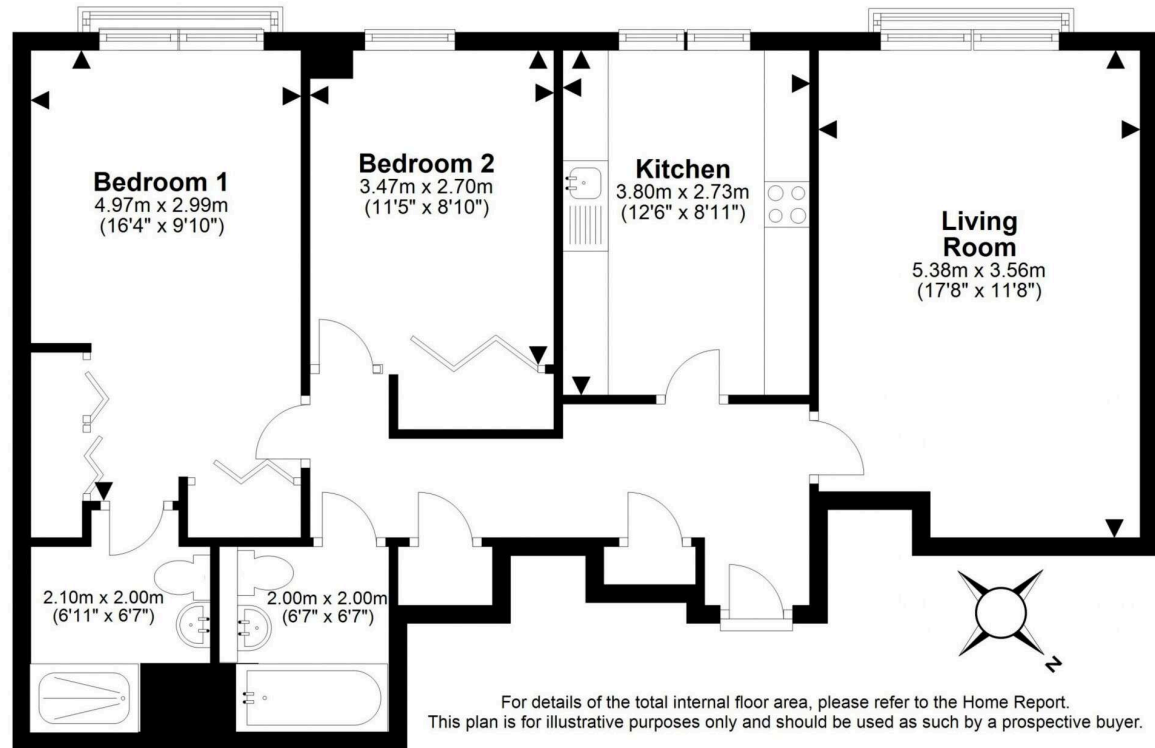 Bedroom 1
4.97m x 2.99m
(16'4" x 9'10")
Bedroom 2
3.47m x 2.70m
(11'5" x 8'10")
Kitchen
3.80m x 2.73m
(12'6" x 8'11")
Living
Room
5.38m x 3.56m
(17'8" x 11'8")
2.10m x 2.00m
(6'11" x 6'7")
2.00m x 2.00m
(6'7" x 6'7")
N
For details of the total internal floor area, please refer to the Home Report.
This plan is for illustrative purposes only and should be used as such by a prospective buyer.